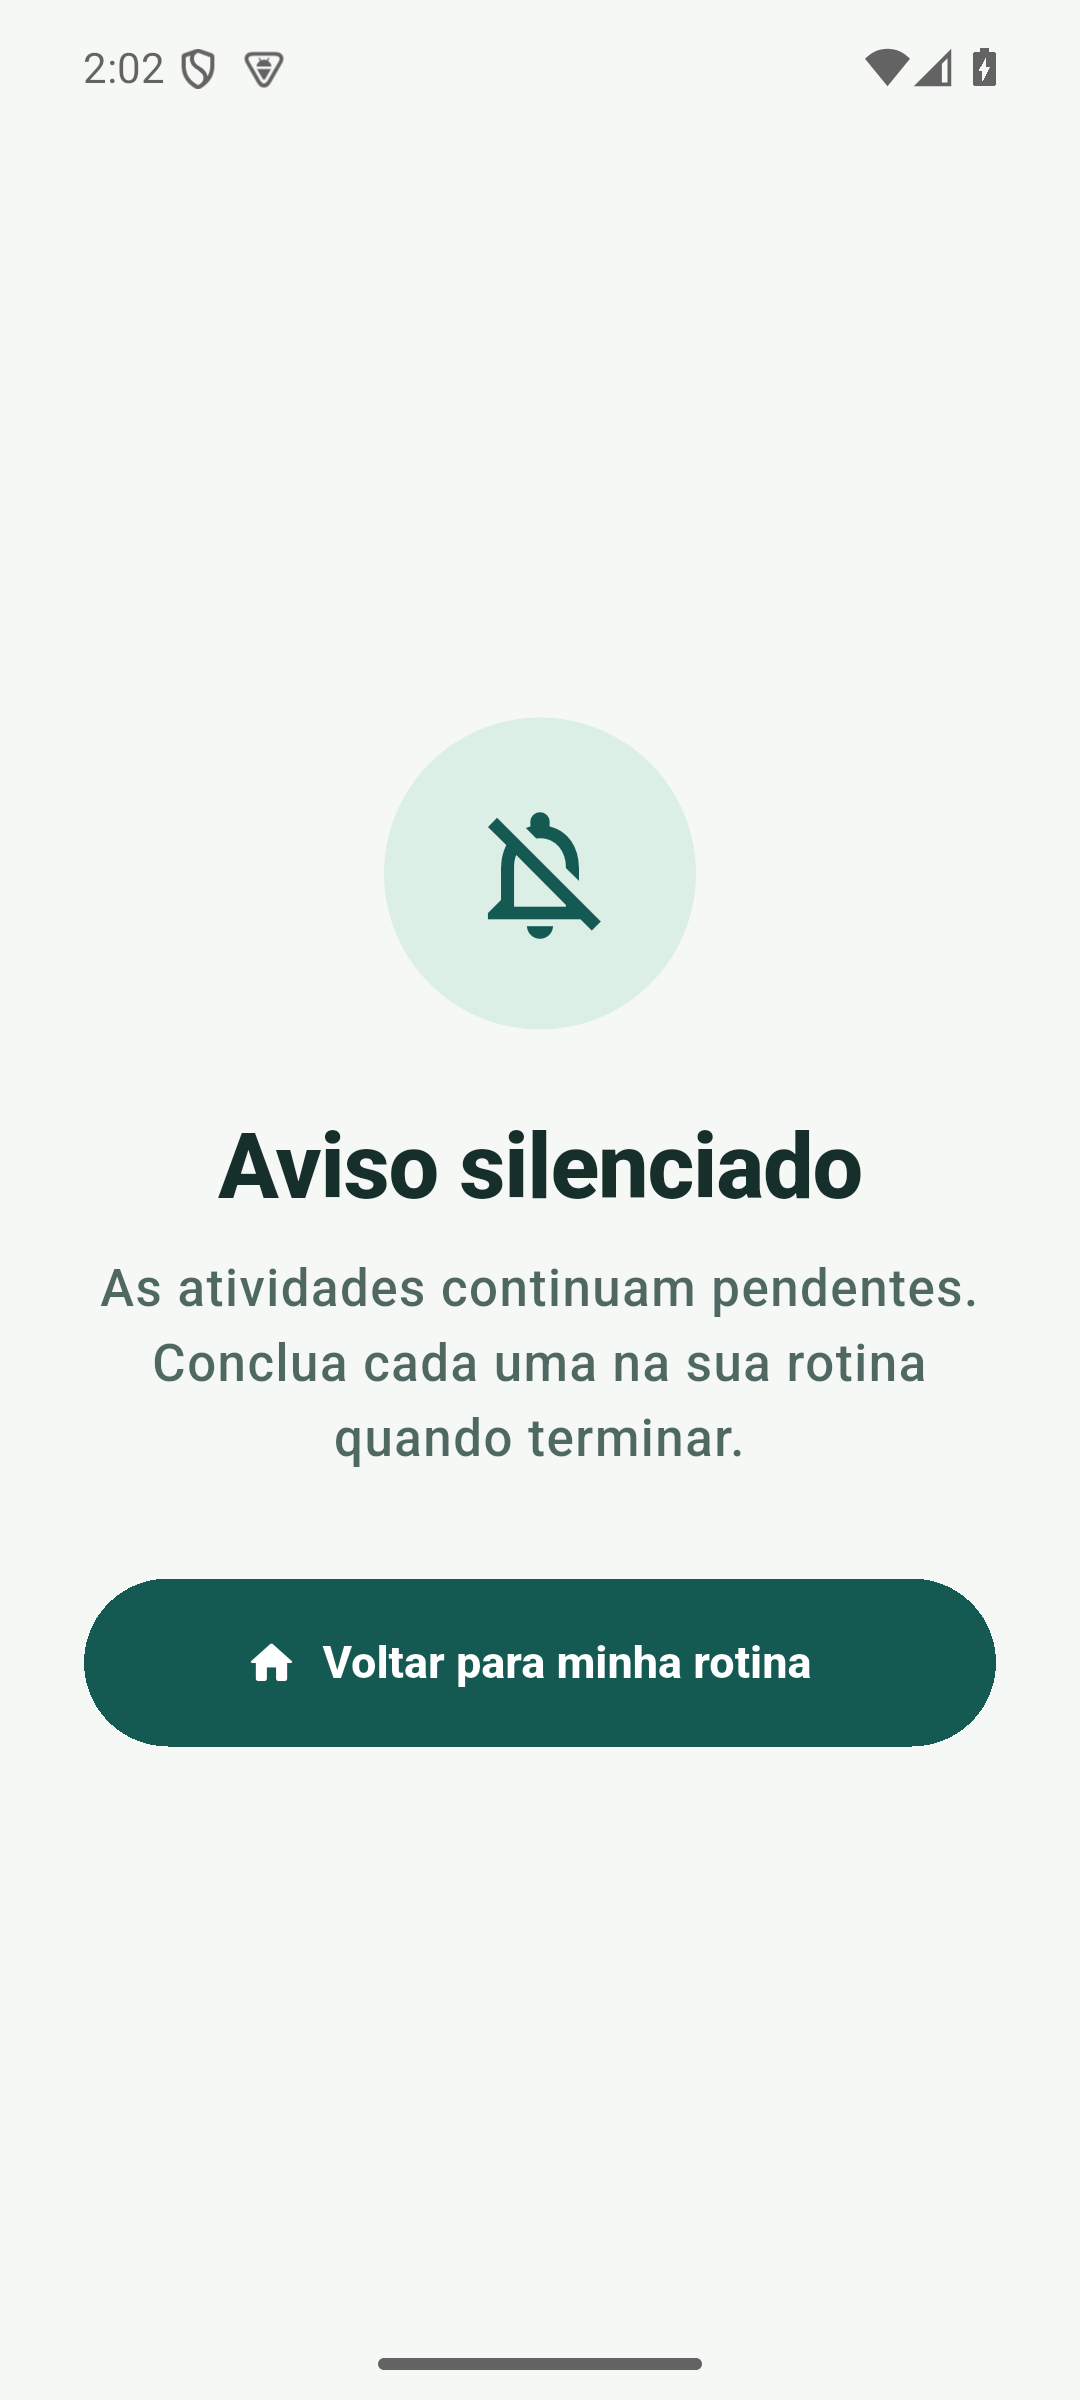 2:02
Aviso silenciado
As atividades continuam pendentes.
Conclua cada uma na sua rotina
quando terminar.
Voltar para minha rotina